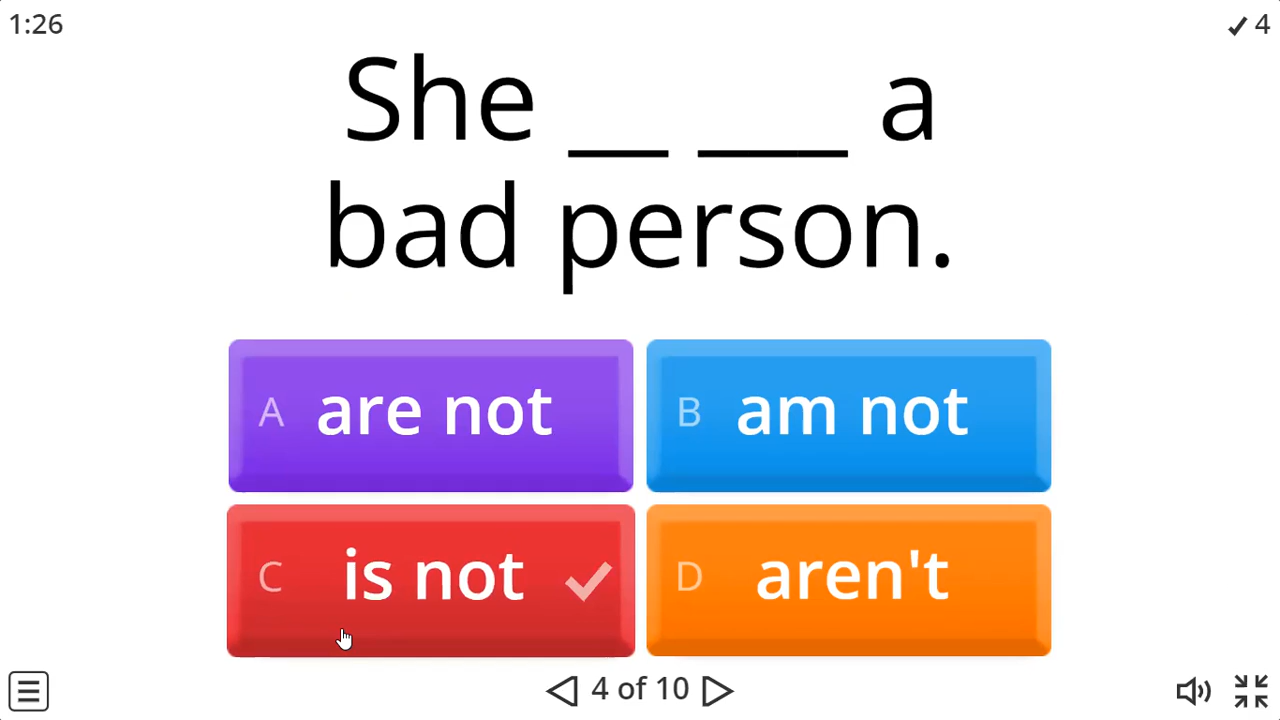 1:26
✓ 4
She __ ___ a
bad person.
A are not
B am not
C is not ✓
D aren't
4 of 10